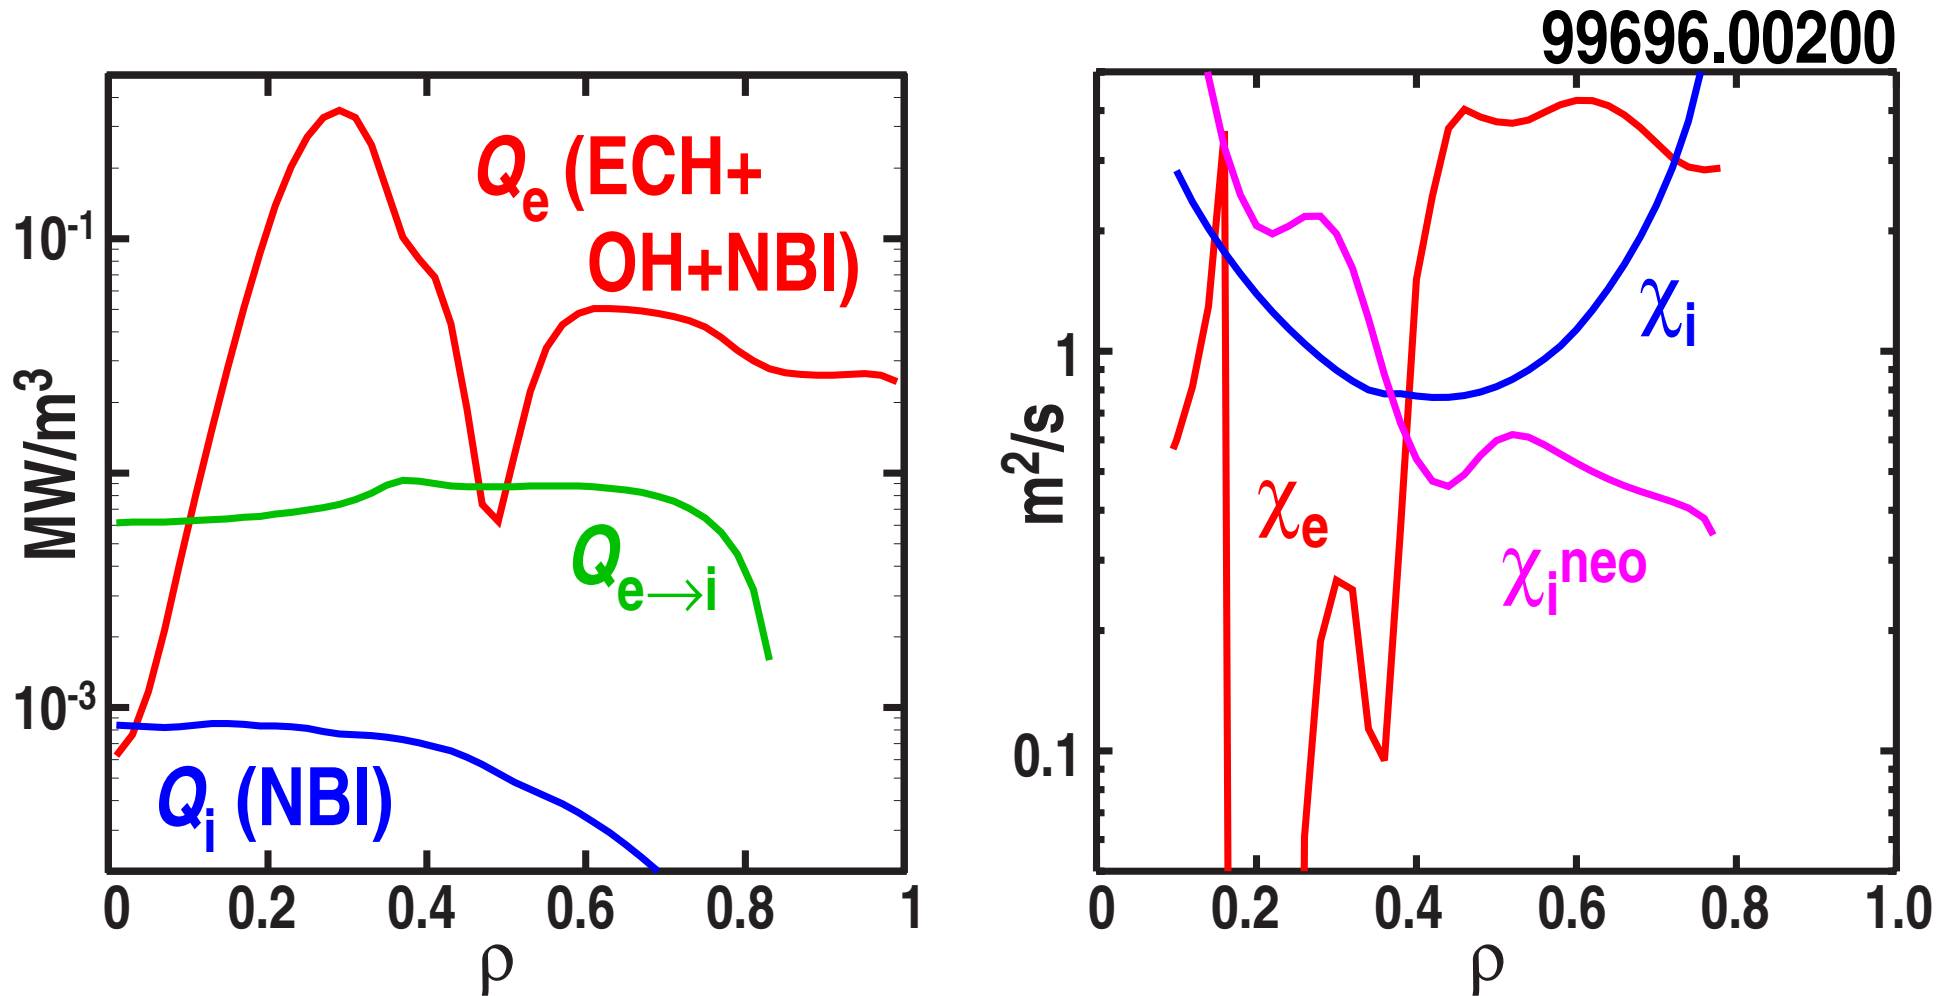 99696.00200
Qe (ECH+
OH+NBI)
10⁻¹
MW/m³
Qe→i
10⁻³
Qi (NBI)
0 0.2 0.4 0.6 0.8 1
ρ
χi
1
m²/s
χe
χi^neo
0.1
0 0.2 0.4 0.6 0.8 1.0
ρ